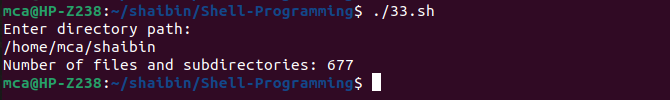 mca@HP-Z238:~/shaibin/Shell-Programming$ ./33.sh
Enter directory path:
/home/mca/shaibin
Number of files and subdirectories: 677
mca@HP-Z238:~/shaibin/Shell-Programming$